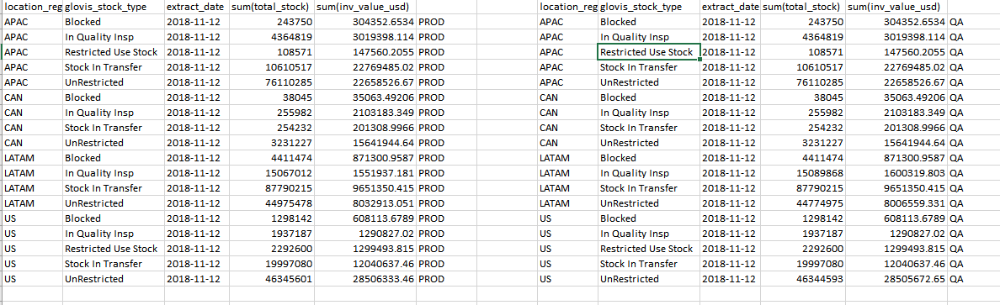 location_reg glovis_stock_type extract_date sum(total_stock) sum(inv_value_usd) location_reg glovis_stock_type extract_date sum(total_stock) sum(inv_value_usd)
APAC Blocked 2018-11-12 243750 304352.6534 PROD APAC Blocked 2018-11-12 243750 304352.6534 QA
APAC In Quality Insp 2018-11-12 4364819 3019398.114 PROD APAC In Quality Insp 2018-11-12 4364819 3019398.114 QA
APAC Restricted Use Stock 2018-11-12 108571 147560.2055 PROD APAC Restricted Use Stock 2018-11-12 108571 147560.2055 QA
APAC Stock In Transfer 2018-11-12 10610517 22769485.02 PROD APAC Stock In Transfer 2018-11-12 10610517 22769485.02 QA
APAC UnRestricted 2018-11-12 76110285 22658526.67 PROD APAC UnRestricted 2018-11-12 76110285 22658526.67 QA
CAN Blocked 2018-11-12 38045 35063.49206 PROD CAN Blocked 2018-11-12 38045 35063.49206 QA
CAN In Quality Insp 2018-11-12 255982 2103183.349 PROD CAN In Quality Insp 2018-11-12 255982 2103183.349 QA
CAN Stock In Transfer 2018-11-12 254232 201308.9966 PROD CAN Stock In Transfer 2018-11-12 254232 201308.9966 QA
CAN UnRestricted 2018-11-12 3231227 15641944.64 PROD CAN UnRestricted 2018-11-12 3231227 15641944.64 QA
LATAM Blocked 2018-11-12 4411474 871300.9587 PROD LATAM Blocked 2018-11-12 4411474 871300.9587 QA
LATAM In Quality Insp 2018-11-12 15067012 1551937.181 PROD LATAM In Quality Insp 2018-11-12 15089868 1600319.803 QA
LATAM Stock In Transfer 2018-11-12 87790215 9651350.415 PROD LATAM Stock In Transfer 2018-11-12 87790215 9651350.415 QA
LATAM UnRestricted 2018-11-12 44975478 8032913.051 PROD LATAM UnRestricted 2018-11-12 44774975 8006559.331 QA
US Blocked 2018-11-12 1298142 608113.6789 PROD US Blocked 2018-11-12 1298142 608113.6789 QA
US In Quality Insp 2018-11-12 1937187 1290827.02 PROD US In Quality Insp 2018-11-12 1937187 1290827.02 QA
US Restricted Use Stock 2018-11-12 2292600 1299493.815 PROD US Restricted Use Stock 2018-11-12 2292600 1299493.815 QA
US Stock In Transfer 2018-11-12 19997080 12040637.46 PROD US Stock In Transfer 2018-11-12 19997080 12040637.46 QA
US UnRestricted 2018-11-12 46345601 28506333.46 PROD US UnRestricted 2018-11-12 46344593 28505672.65 QA